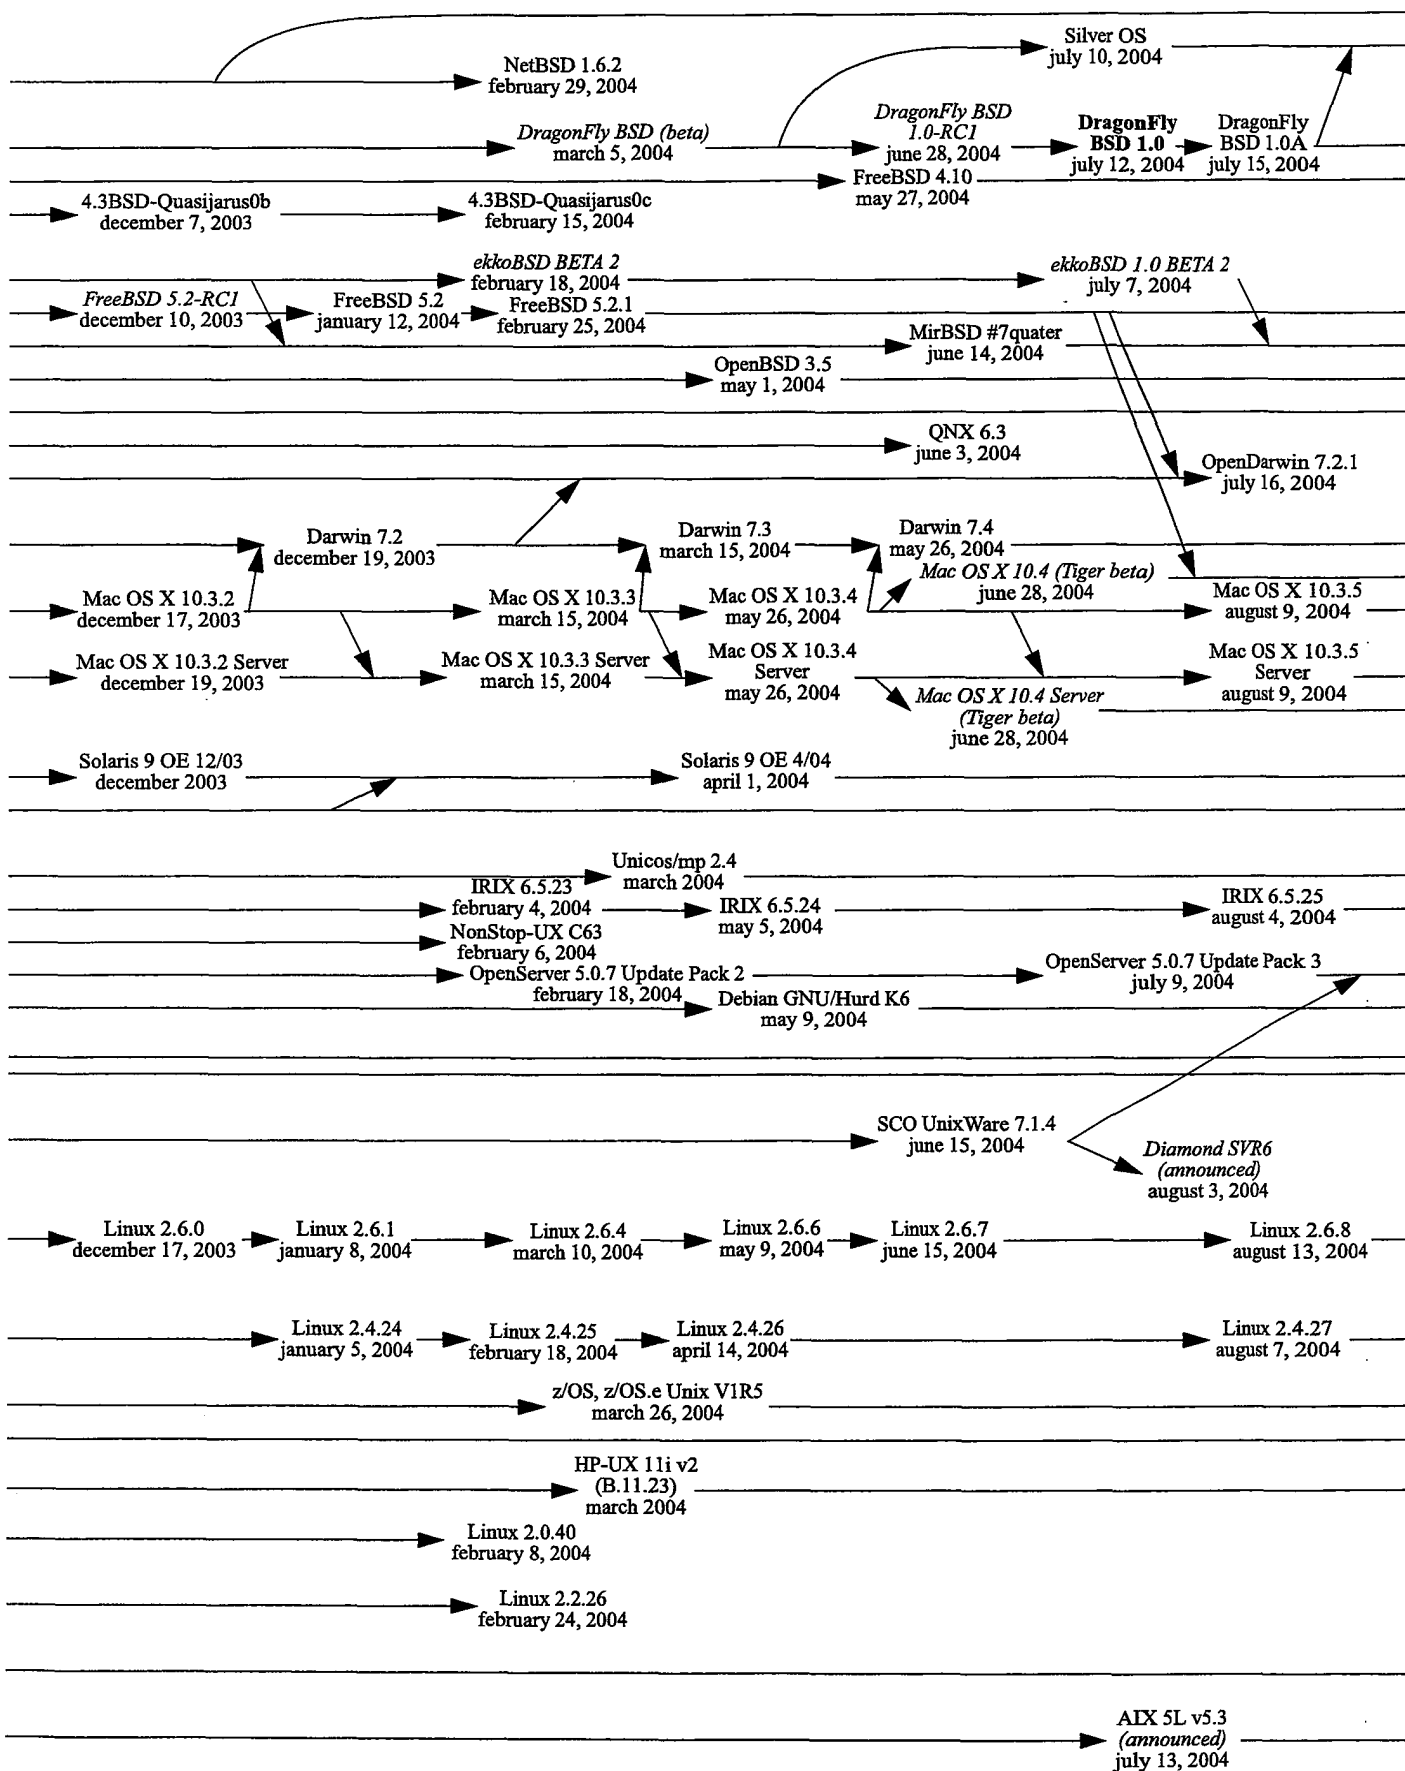 Silver OS
july 10, 2004
NetBSD 1.6.2
february 29, 2004
DragonFly BSD (beta)
march 5, 2004
DragonFly BSD
1.0-RC1
june 28, 2004
DragonFly
BSD 1.0
july 12, 2004
DragonFly
BSD 1.0A
july 15, 2004
FreeBSD 4.10
may 27, 2004
4.3BSD-Quasijarus0b
december 7, 2003
4.3BSD-Quasijarus0c
february 15, 2004
ekkoBSD BETA 2
february 18, 2004
ekkoBSD 1.0 BETA 2
july 7, 2004
FreeBSD 5.2-RC1
december 10, 2003
FreeBSD 5.2
january 12, 2004
FreeBSD 5.2.1
february 25, 2004
MirBSD #7quater
june 14, 2004
OpenBSD 3.5
may 1, 2004
QNX 6.3
june 3, 2004
OpenDarwin 7.2.1
july 16, 2004
Darwin 7.2
december 19, 2003
Darwin 7.3
march 15, 2004
Darwin 7.4
may 26, 2004
Mac OS X 10.4 (Tiger beta)
june 28, 2004
Mac OS X 10.3.2
december 17, 2003
Mac OS X 10.3.3
march 15, 2004
Mac OS X 10.3.4
may 26, 2004
Mac OS X 10.3.5
august 9, 2004
Mac OS X 10.3.2 Server
december 19, 2003
Mac OS X 10.3.3 Server
march 15, 2004
Mac OS X 10.3.4
Server
may 26, 2004
Mac OS X 10.3.5
Server
august 9, 2004
Mac OS X 10.4 Server
(Tiger beta)
june 28, 2004
Solaris 9 OE 12/03
december 2003
Solaris 9 OE 4/04
april 1, 2004
Unicos/mp 2.4
march 2004
IRIX 6.5.23
february 4, 2004
IRIX 6.5.24
may 5, 2004
IRIX 6.5.25
august 4, 2004
NonStop-UX C63
february 6, 2004
OpenServer 5.0.7 Update Pack 2
february 18, 2004
OpenServer 5.0.7 Update Pack 3
july 9, 2004
Debian GNU/Hurd K6
may 9, 2004
SCO UnixWare 7.1.4
june 15, 2004
Diamond SVR6
(announced)
august 3, 2004
Linux 2.6.0
december 17, 2003
Linux 2.6.1
january 8, 2004
Linux 2.6.4
march 10, 2004
Linux 2.6.6
may 9, 2004
Linux 2.6.7
june 15, 2004
Linux 2.6.8
august 13, 2004
Linux 2.4.24
january 5, 2004
Linux 2.4.25
february 18, 2004
Linux 2.4.26
april 14, 2004
Linux 2.4.27
august 7, 2004
z/OS, z/OS.e Unix V1R5
march 26, 2004
HP-UX 11i v2
(B.11.23)
march 2004
Linux 2.0.40
february 8, 2004
Linux 2.2.26
february 24, 2004
AIX 5L v5.3
(announced)
july 13, 2004